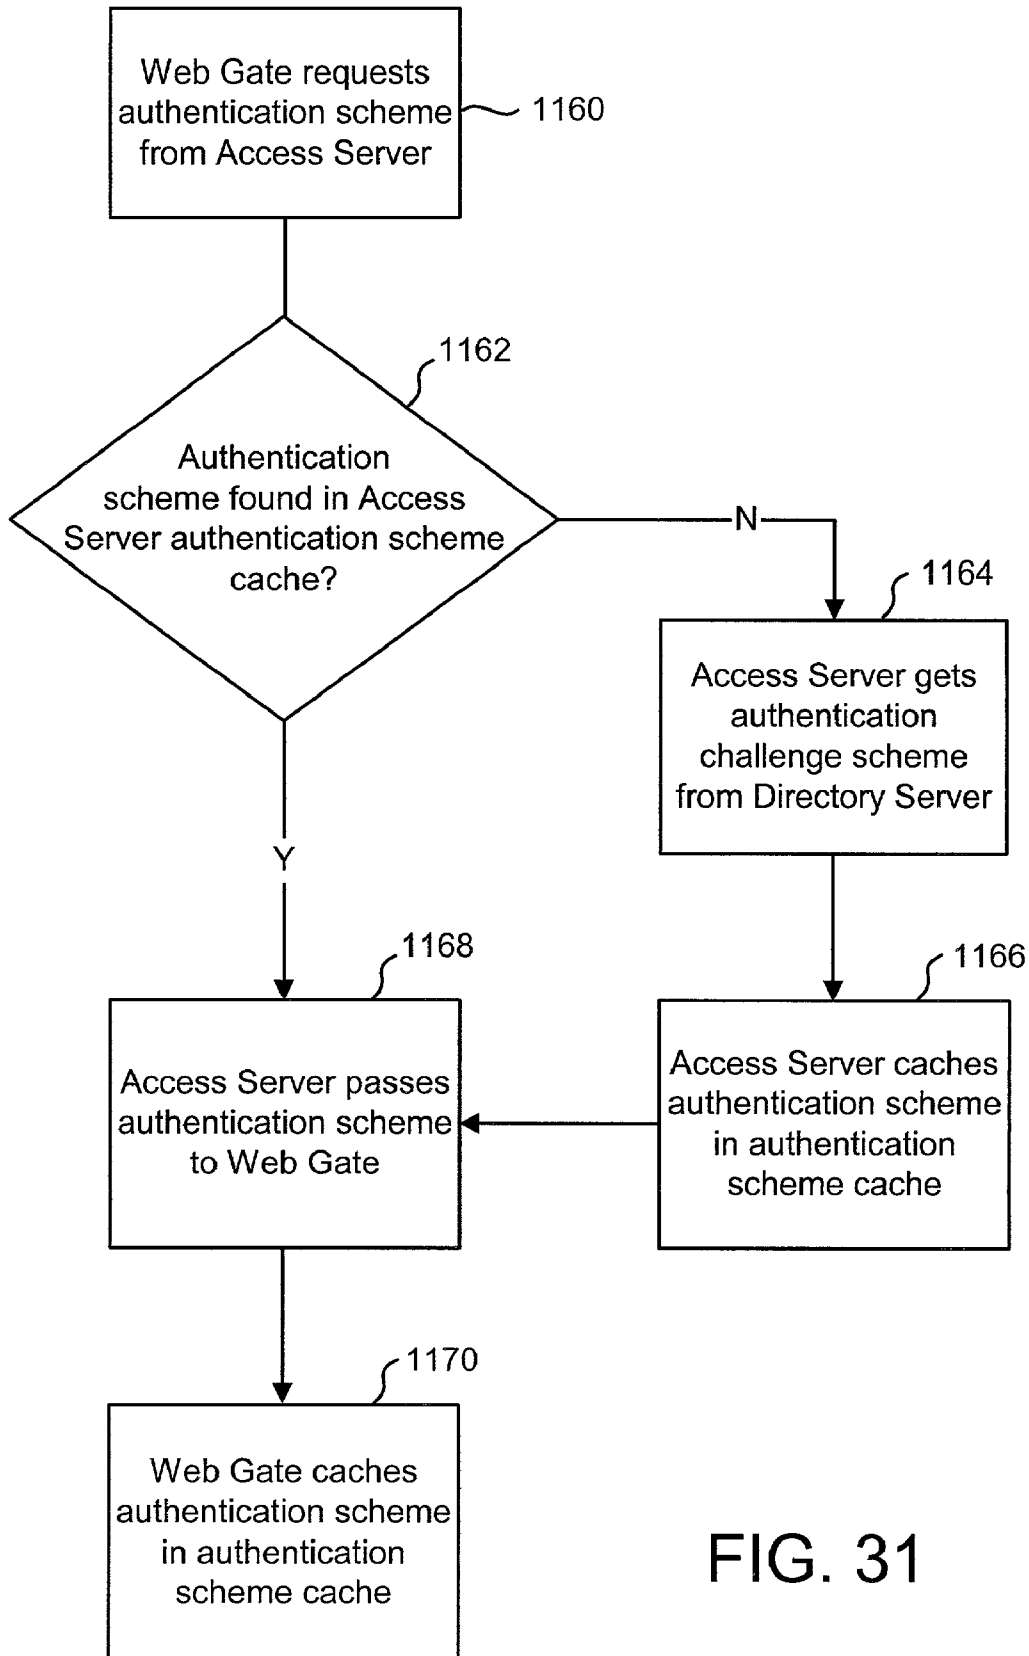 Web Gate requests
authentication scheme
from Access Server
1160
1162
Authentication
scheme found in Access
Server authentication scheme
cache?
N
1164
Access Server gets
authentication
challenge scheme
from Directory Server
Y
1168
1166
Access Server passes
authentication scheme
to Web Gate
Access Server caches
authentication scheme
in authentication
scheme cache
1170
Web Gate caches
authentication scheme
in authentication
scheme cache
FIG. 31